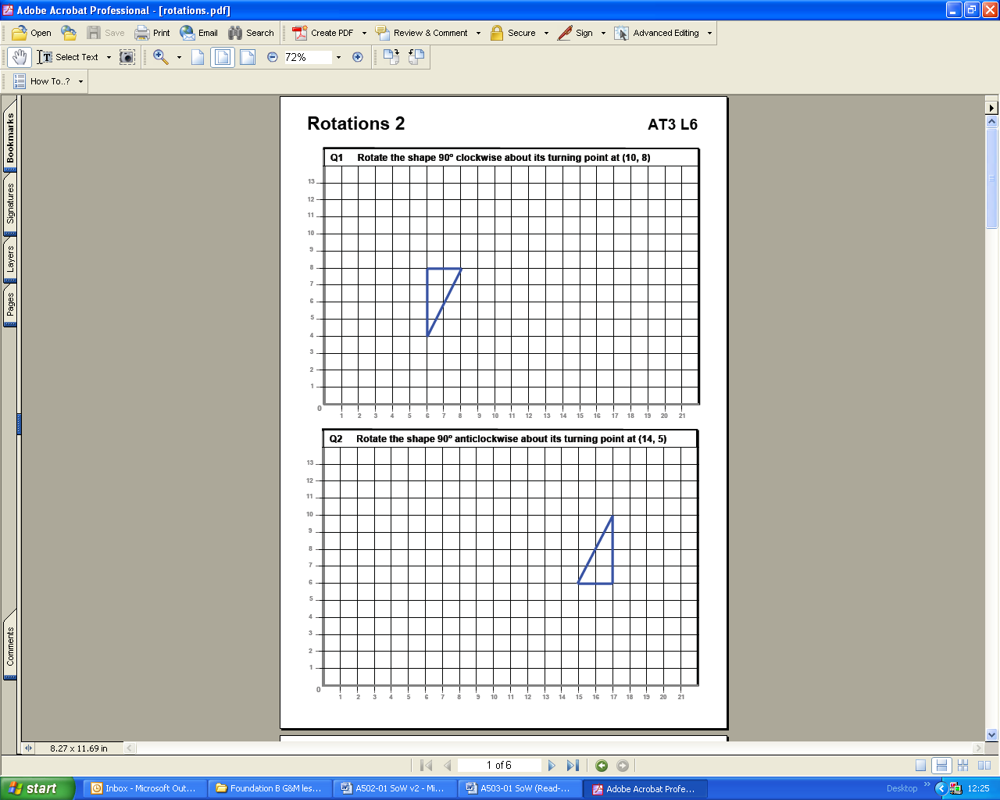 Adobe Acrobat Professional - [rotations.pdf]
Open Save Print Email Search Create PDF Review & Comment Secure Sign Advanced Editing
Select Text 72%
How To..?
Bookmarks
Signatures
Layers
Pages
Comments
Rotations 2 AT3 L6
Q1 Rotate the shape 90º clockwise about its turning point at (10, 8)
13
12
11
10
9
8
7
6
5
4
3
2
1
0
1 2 3 4 5 6 7 8 9 10 11 12 13 14 15 16 17 18 19 20 21
Q2 Rotate the shape 90º anticlockwise about its turning point at (14, 5)
13
12
11
10
9
8
7
6
5
4
3
2
1
0
1 2 3 4 5 6 7 8 9 10 11 12 13 14 15 16 17 18 19 20 21
8.27 x 11.69 in
1 of 6
start Inbox - Microsoft Out... Foundation B G&M les... A502-01 SoW v2 - Mi... A503-01 SoW (Read-... Adobe Acrobat Profe... Desktop 12:25